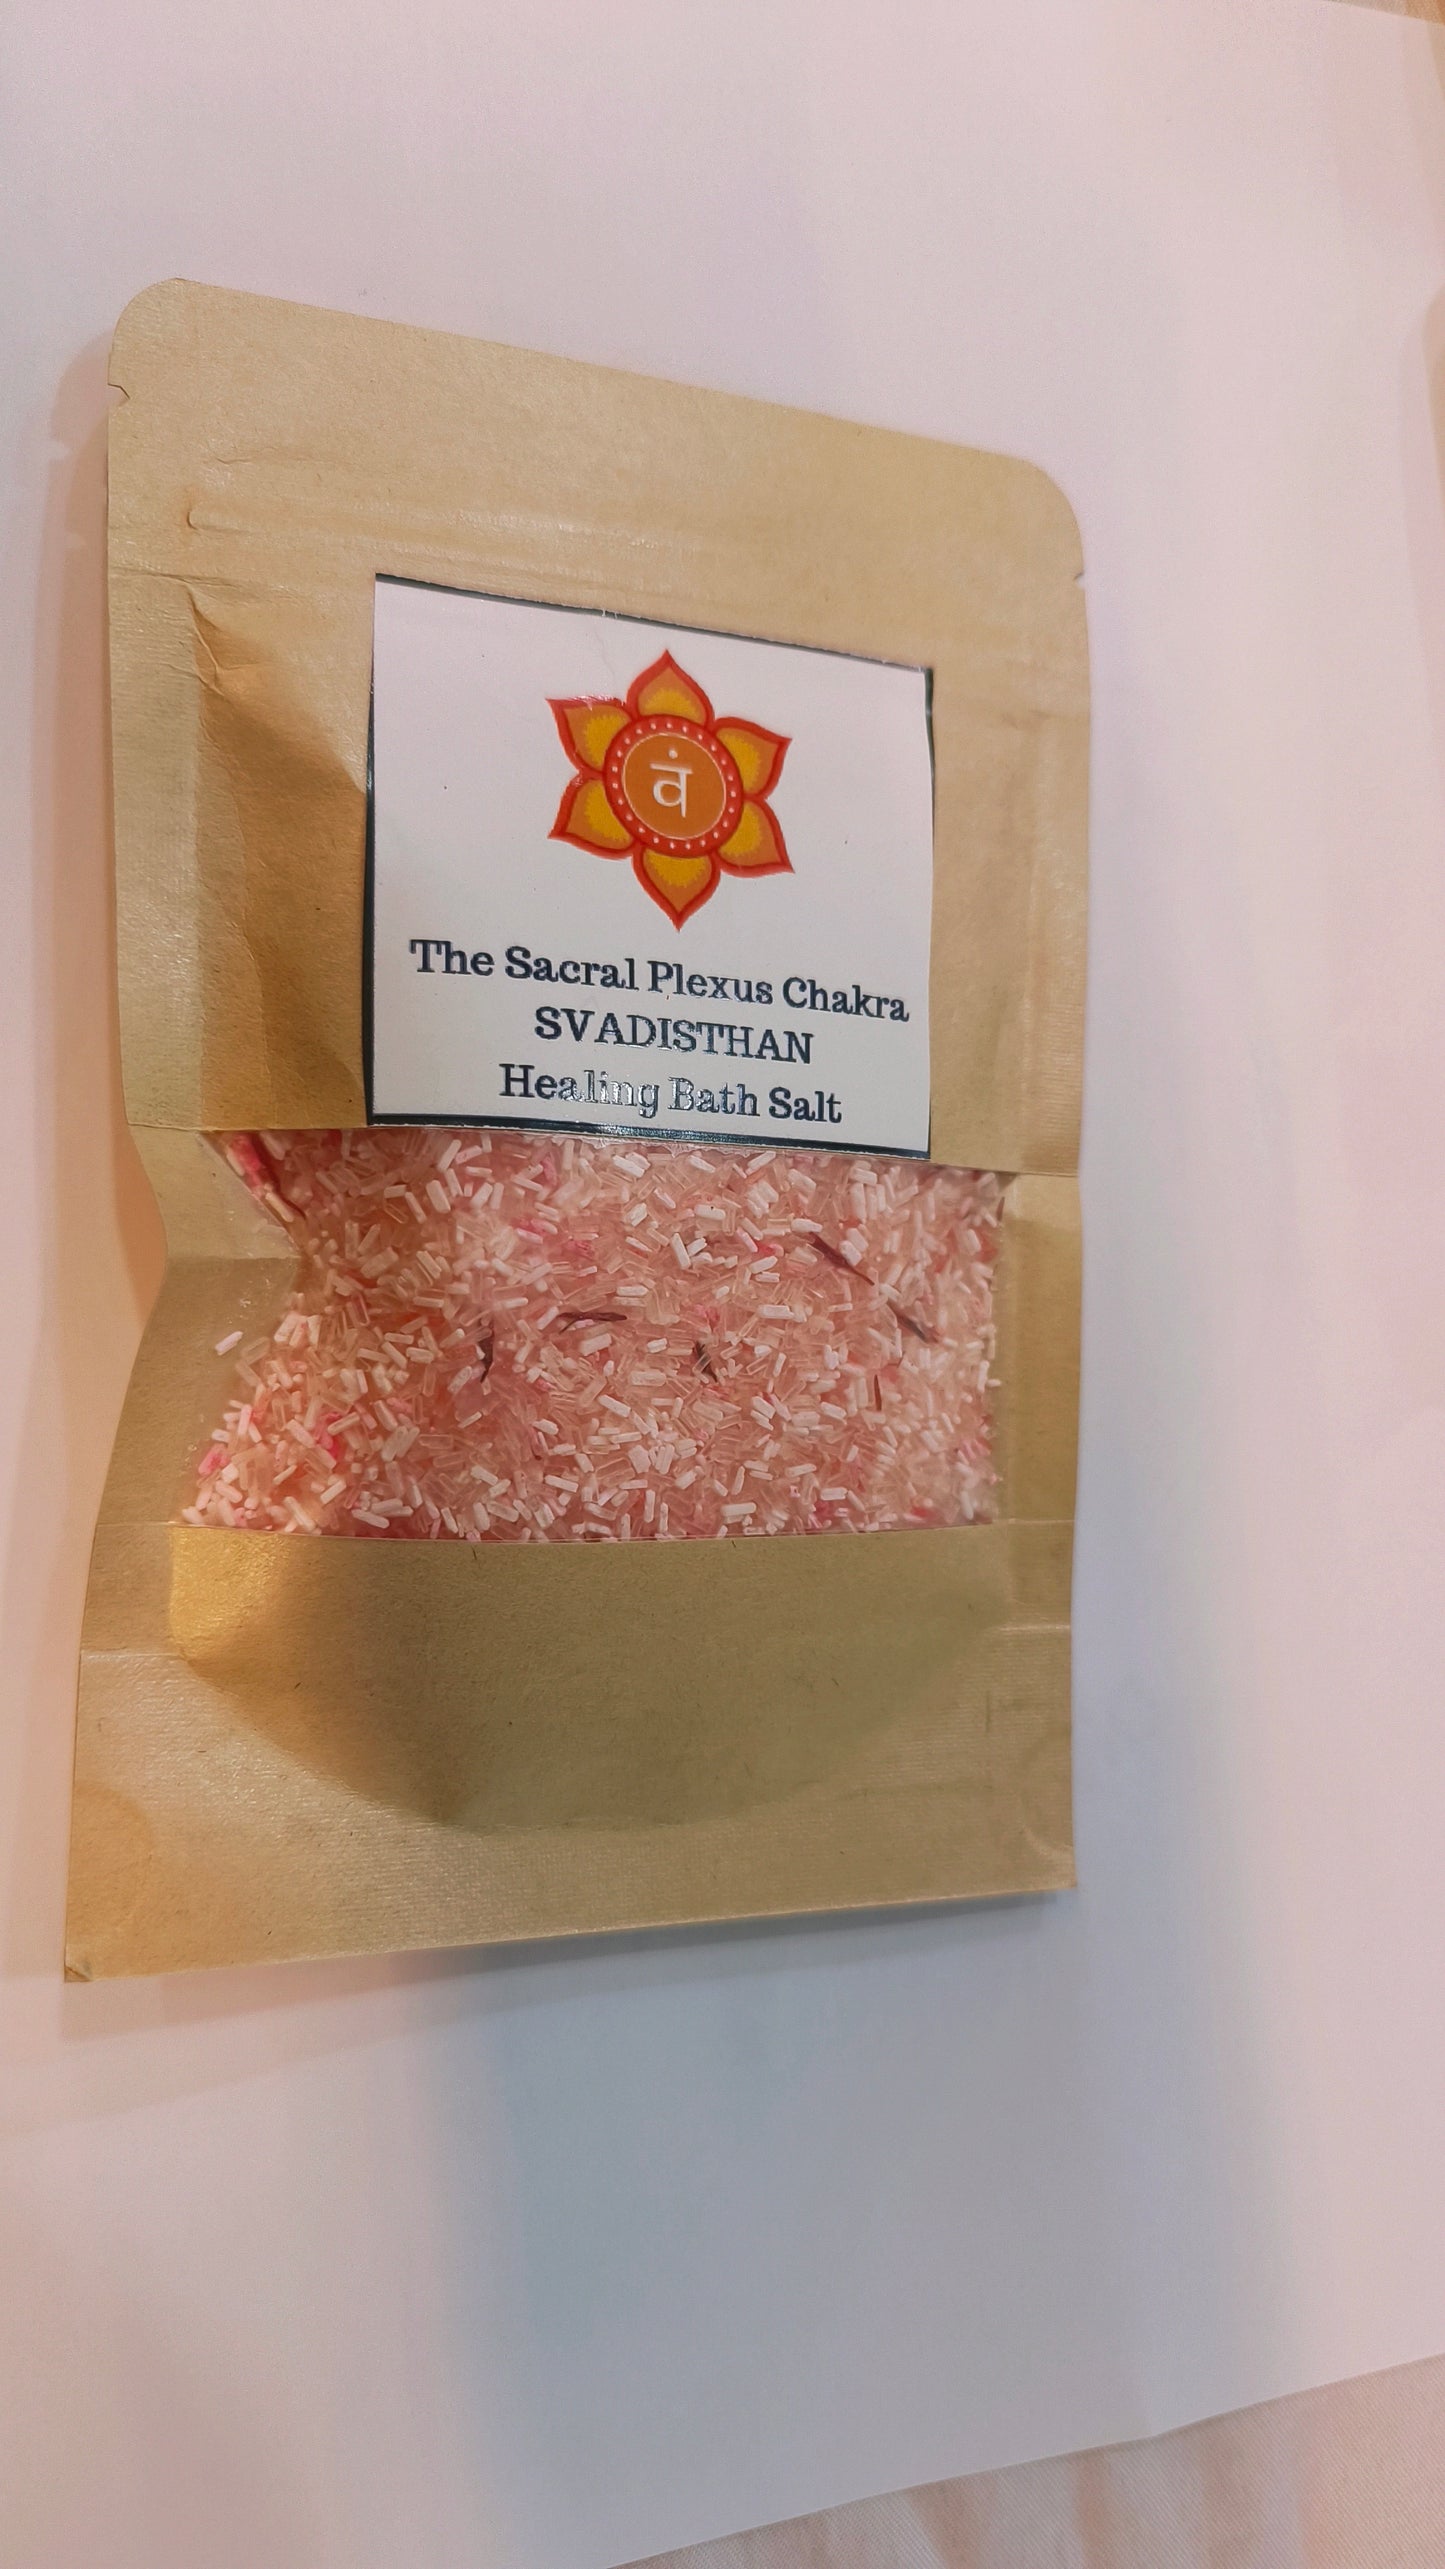 वं
The Sacral Plexus Chakra
SVADISTHAN
Healing Bath Salt